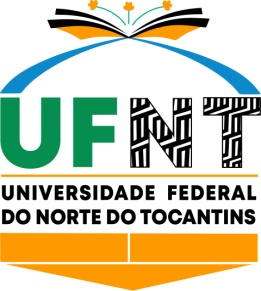 UFNT
UNIVERSIDADE FEDERAL
DO NORTE DO TOCANTINS